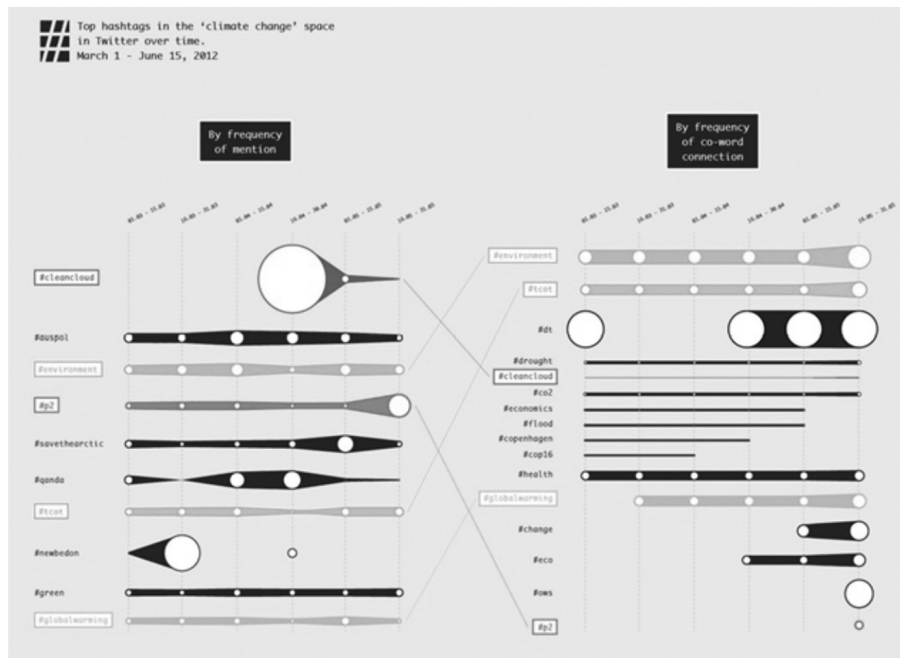 Top hashtags in the ‘climate change’ space
in Twitter over time.
March 1 - June 15, 2012
By frequency
of mention
#cleancloud
#auspol
#environment
#p2
#savethearctic
#qanda
#tcot
#newbedon
#green
#globalwarming
By frequency
of co-word
connection
#environment
#tcot
#dt
#drought
#cleancloud
#co2
#economics
#flood
#copenhagen
#cop16
#health
#globalwarming
#change
#eco
#ows
#p2